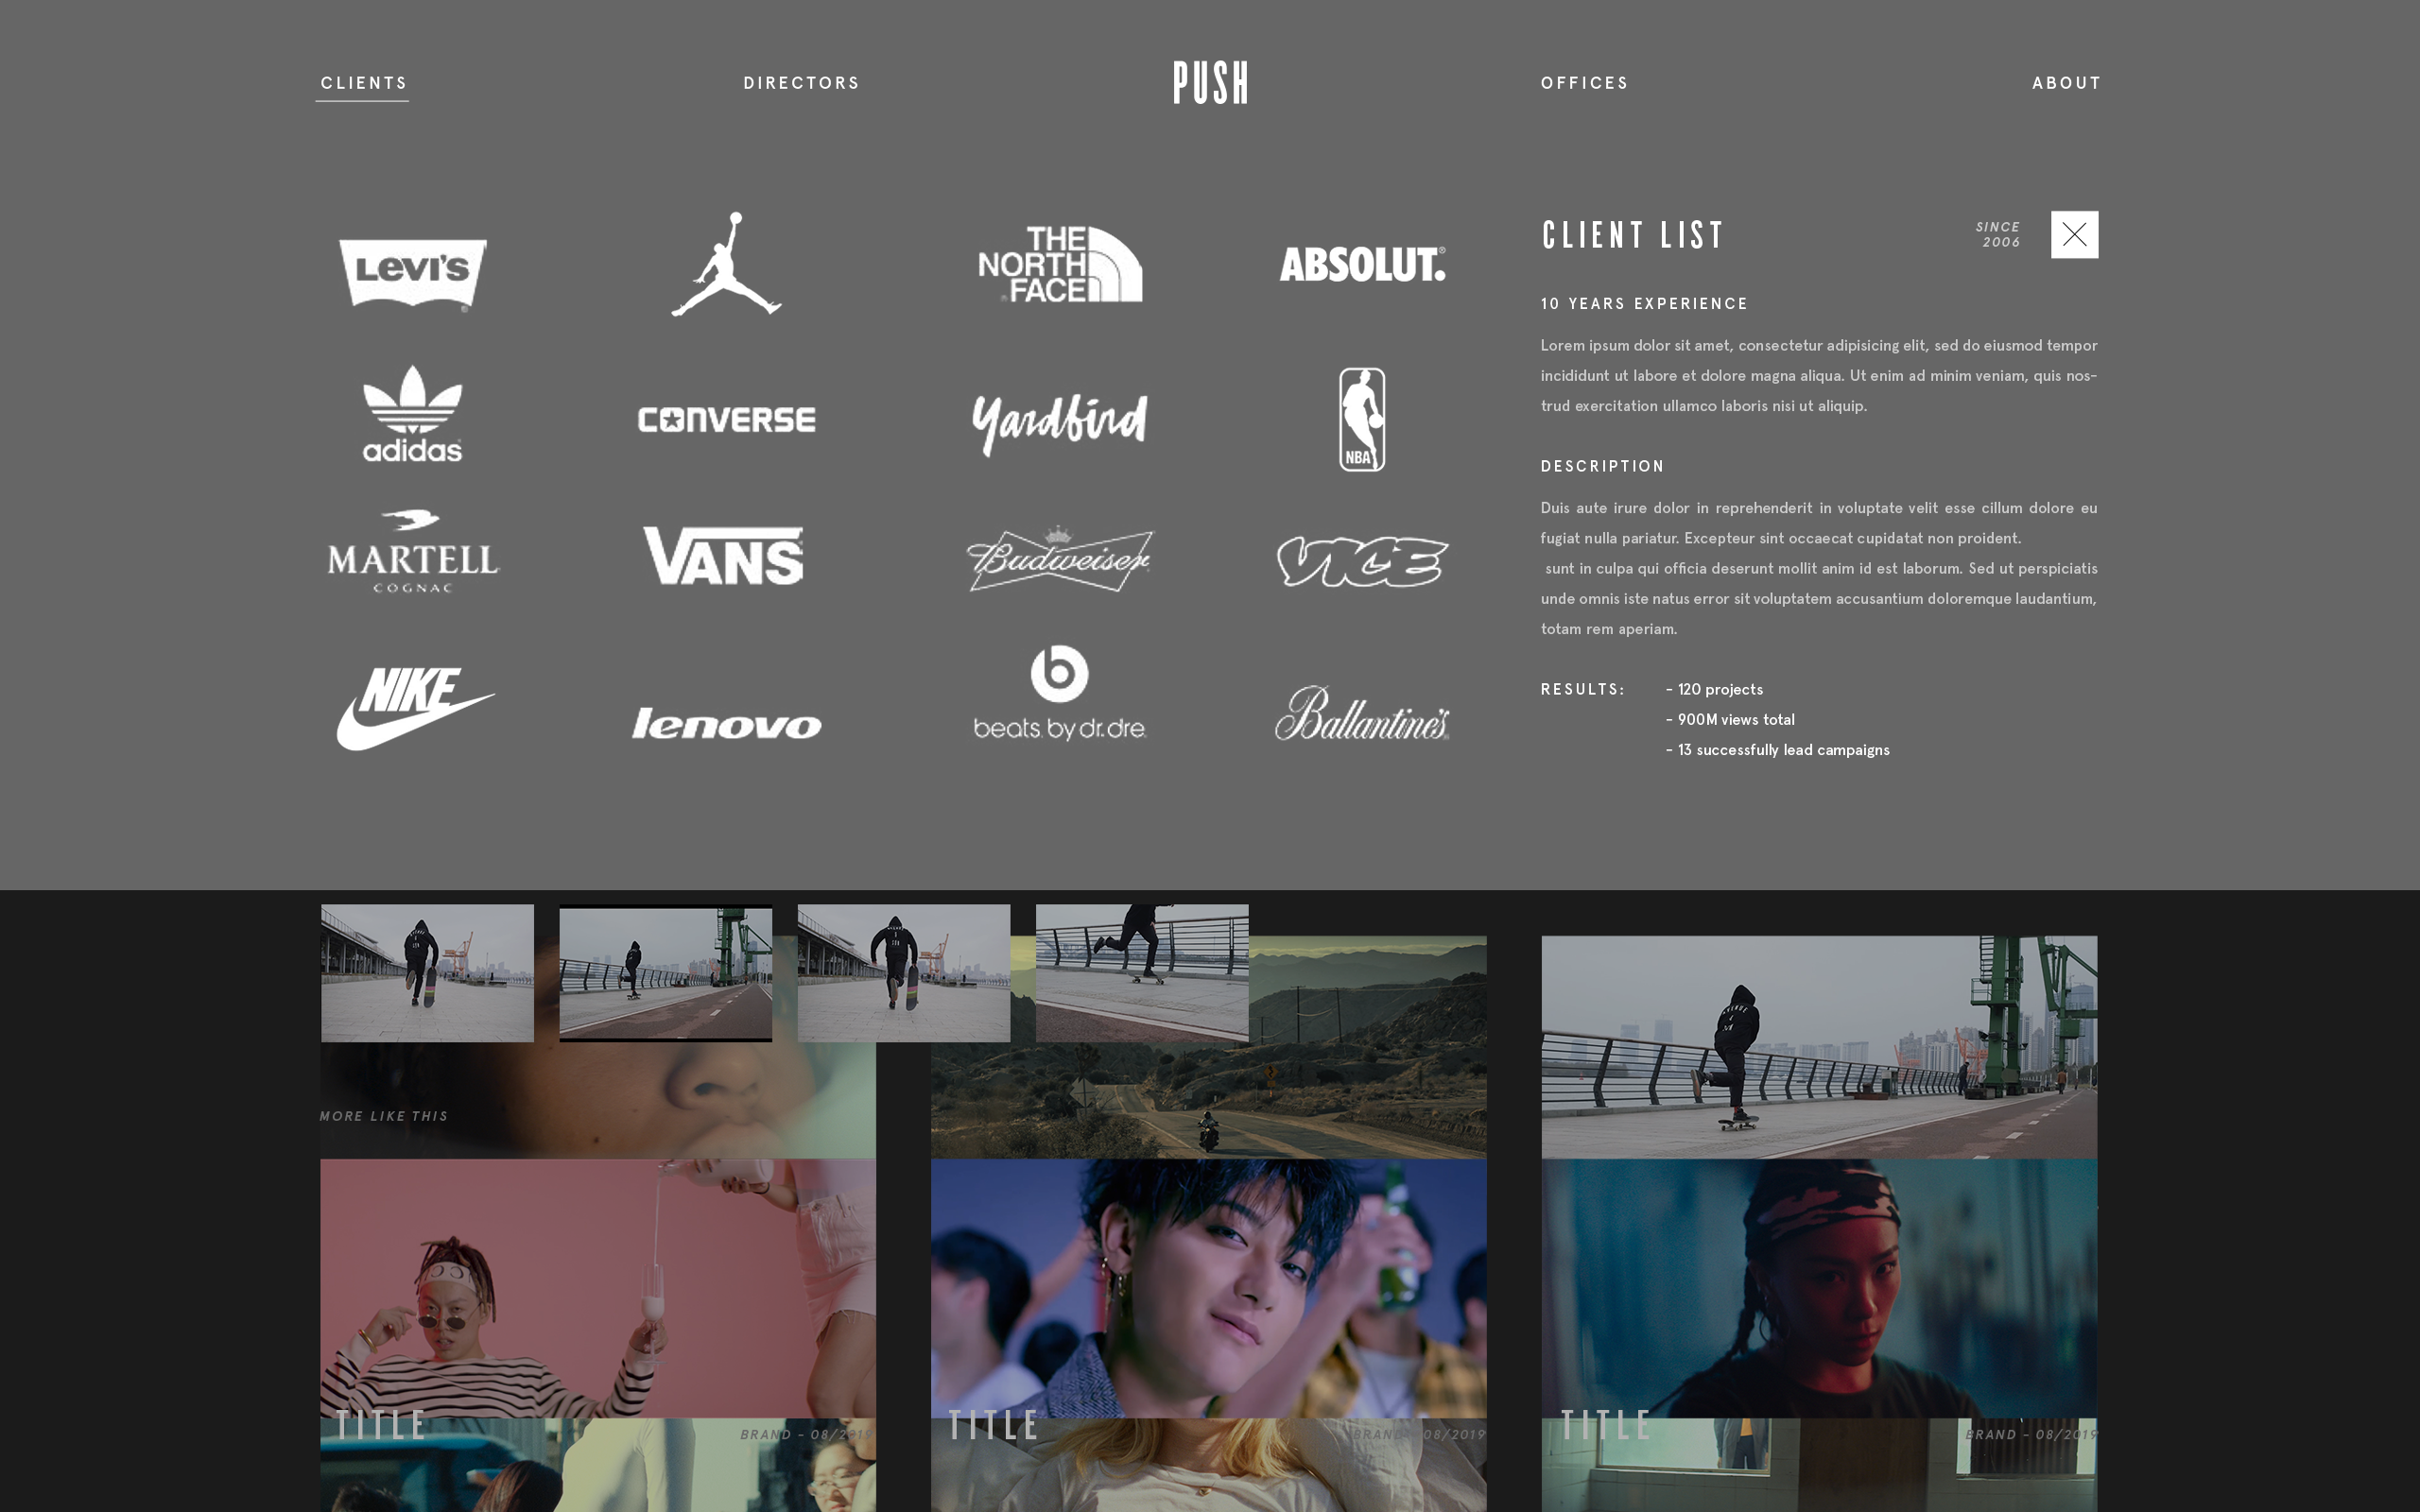 CLIENTS
DIRECTORS
PUSH
OFFICES
ABOUT
LEVI'S
®
THE
NORTH
FACE
®
ABSOLUT.®
adidas
CONVERSE
yardbird
NBA
MARTELL
COGNAC
VANS
Budweiser
VICE
NIKE
lenovo
b
beats by dr. dre
Ballantine's
CLIENT LIST
SINCE
2006
10 YEARS EXPERIENCE
Lorem ipsum dolor sit amet, consectetur adipisicing elit, sed do eiusmod tempor
incididunt ut labore et dolore magna aliqua. Ut enim ad minim veniam, quis nos-
trud exercitation ullamco laboris nisi ut aliquip.
DESCRIPTION
Duis aute irure dolor in reprehenderit in voluptate velit esse cillum dolore eu
fugiat nulla pariatur. Excepteur sint occaecat cupidatat non proident.
sunt in culpa qui officia deserunt mollit anim id est laborum. Sed ut perspiciatis
unde omnis iste natus error sit voluptatem accusantium doloremque laudantium,
totam rem aperiam.
RESULTS:
- 120 projects
- 900M views total
- 13 successfully lead campaigns
MORE LIKE THIS
TITLE
BRAND - 08/2019
TITLE
BRAND - 08/2019
TITLE
BRAND - 08/2019